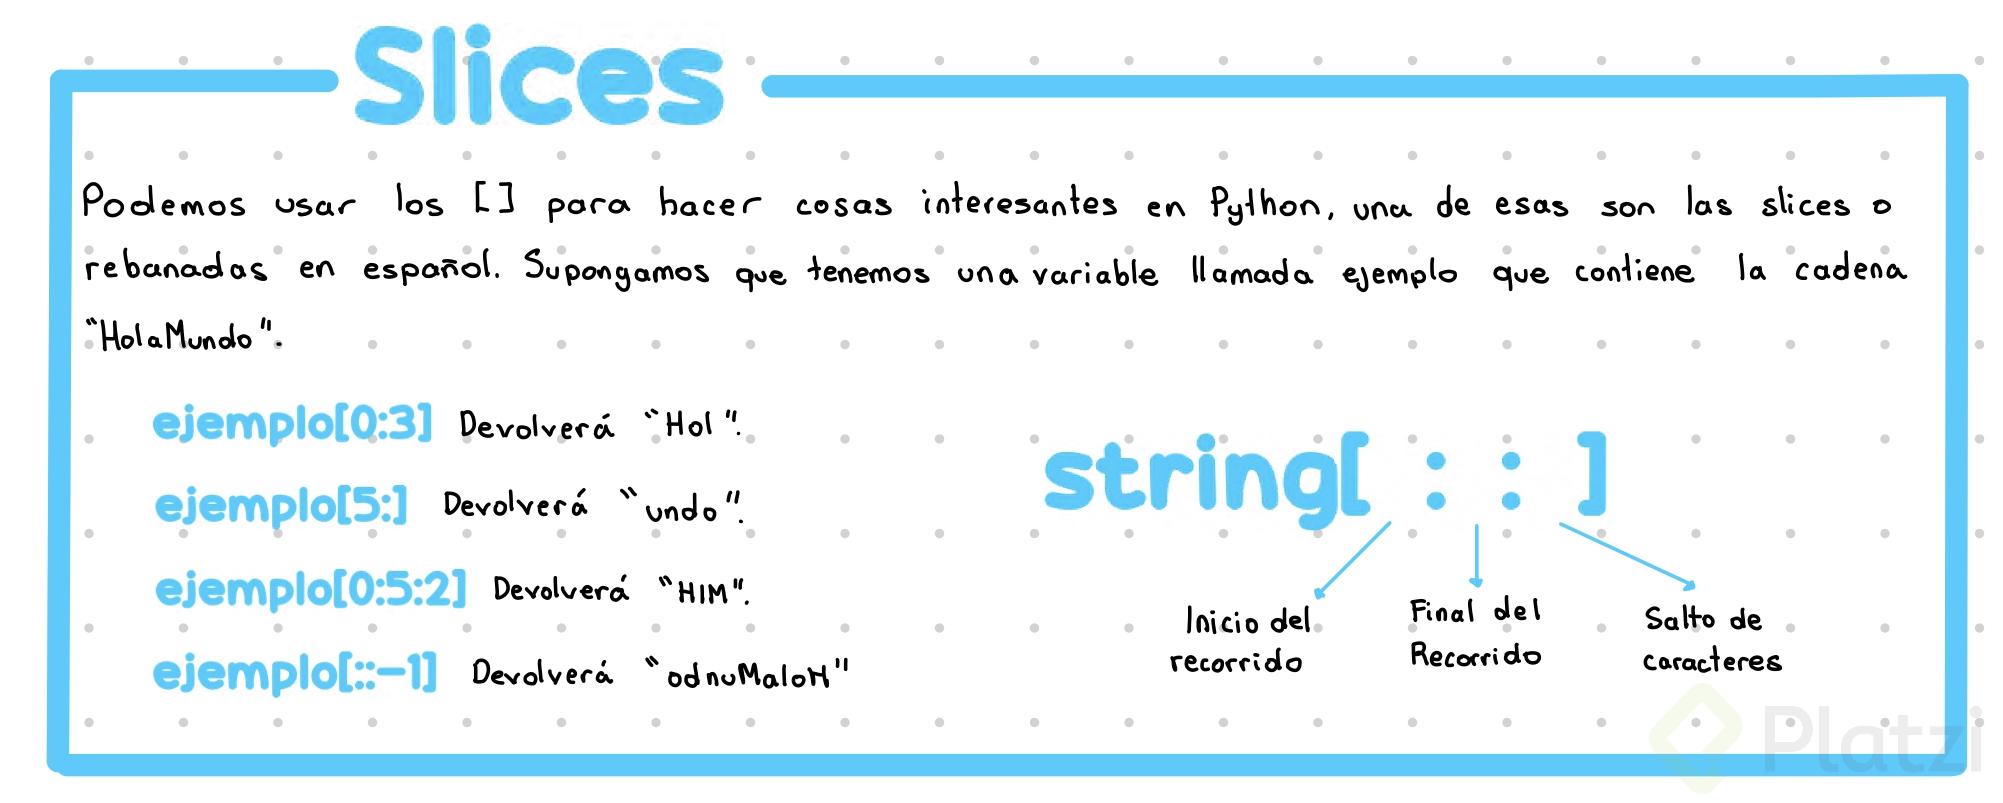 Slices
Podemos usar los [] para hacer cosas interesantes en Python, una de esas son las slices o
rebanadas en español. Supongamos que tenemos una variable llamada ejemplo que contiene la cadena
"HolaMundo".
ejemplo[0:3] Devolverá "Hol".
ejemplo[5:] Devolverá "undo".
ejemplo[0:5:2] Devolverá "HlM".
ejemplo[::-1] Devolverá "odnuMaloH"
string[ : : ]
Inicio del
recorrido
Final del
Recorrido
Salto de
caracteres
Platzi